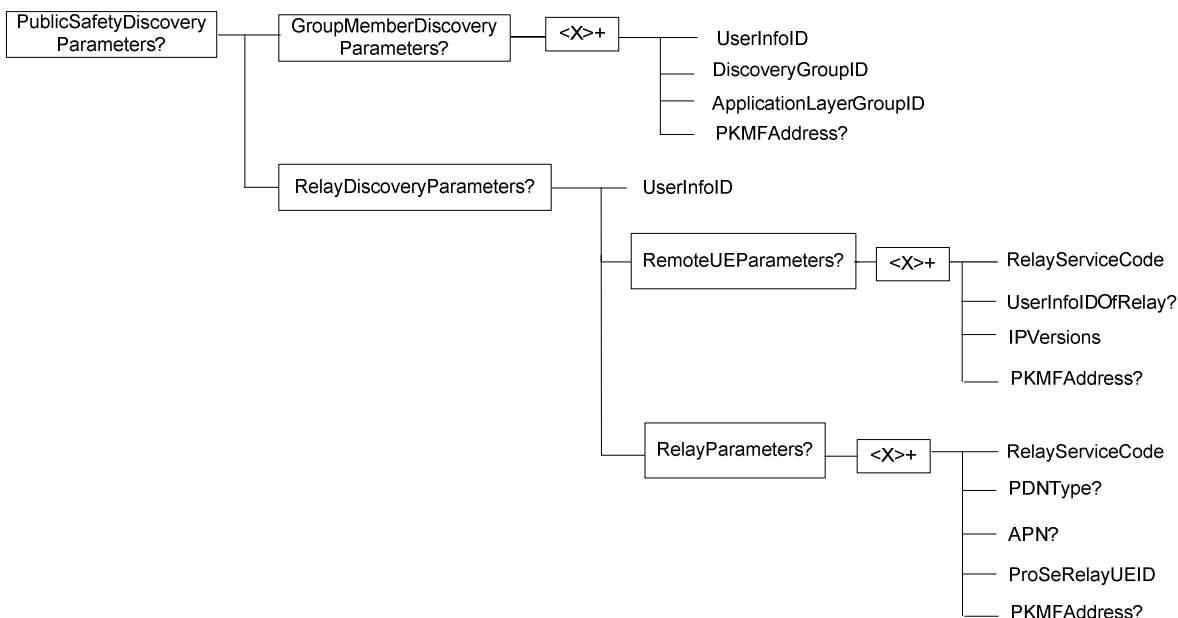 PublicSafetyDiscovery
Parameters?
GroupMemberDiscovery
Parameters?
<X>+
UserInfoID
DiscoveryGroupID
ApplicationLayerGroupID
PKMFAddress?
RelayDiscoveryParameters?
UserInfoID
RemoteUEParameters?
<X>+
RelayServiceCode
UserInfoIDOfRelay?
IPVersions
PKMFAddress?
RelayParameters?
<X>+
RelayServiceCode
PDNType?
APN?
ProSeRelayUEID
PKMFAddress?